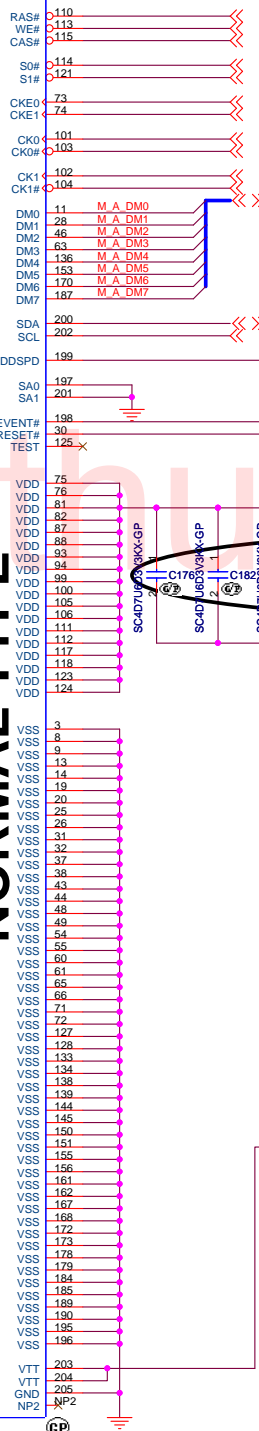 RAS# 110
WE# 113
CAS# 115
S0# 114
S1# 121
CKE0 73
CKE1 74
CK0 101
CK0# 103
CK1 102
CK1# 104
DM0 11 M_A_DM0
DM1 28 M_A_DM1
DM2 46 M_A_DM2
DM3 63 M_A_DM3
DM4 136 M_A_DM4
DM5 153 M_A_DM5
DM6 170 M_A_DM6
DM7 187 M_A_DM7
SDA 200
SCL 202
DDSPD 199
SA0 197
SA1 201
EVENT# 198
RESET# 30
TEST 125
VDD 75
VDD 76
VDD 81
VDD 82
VDD 87
VDD 88
VDD 93
VDD 94
VDD 99
VDD 100
VDD 105
VDD 106
VDD 111
VDD 112
VDD 117
VDD 118
VDD 123
VDD 124
SC4D7U6D3V3KX-GP
1
C176
2
SC4D7U6D3V3KX-GP
1
C182
2
VSS 3
VSS 8
VSS 9
VSS 13
VSS 14
VSS 19
VSS 20
VSS 25
VSS 26
VSS 31
VSS 32
VSS 37
VSS 38
VSS 43
VSS 44
VSS 48
VSS 49
VSS 54
VSS 55
VSS 60
VSS 61
VSS 65
VSS 66
VSS 71
VSS 72
VSS 127
VSS 128
VSS 133
VSS 134
VSS 138
VSS 139
VSS 144
VSS 145
VSS 150
VSS 151
VSS 155
VSS 156
VSS 161
VSS 162
VSS 167
VSS 168
VSS 172
VSS 173
VSS 178
VSS 179
VSS 184
VSS 185
VSS 189
VSS 190
VSS 195
VSS 196
VTT 203
VTT 204
GND 205
NP2 NP2
GP
thu